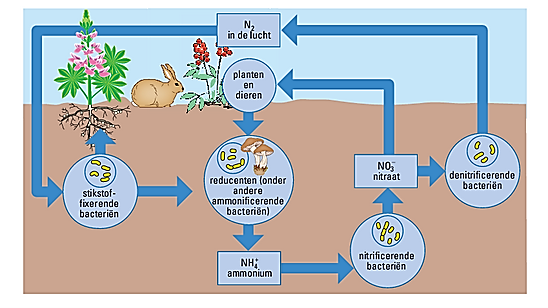 N₂
in de lucht
planten
en
dieren
stikstof-
fixerende
bacteriën
reducenten (onder
andere
ammonificerende
bacteriën)
NH₄⁺
ammonium
nitrificerende
bacteriën
NO₃⁻
nitraat
denitrificerende
bacteriën